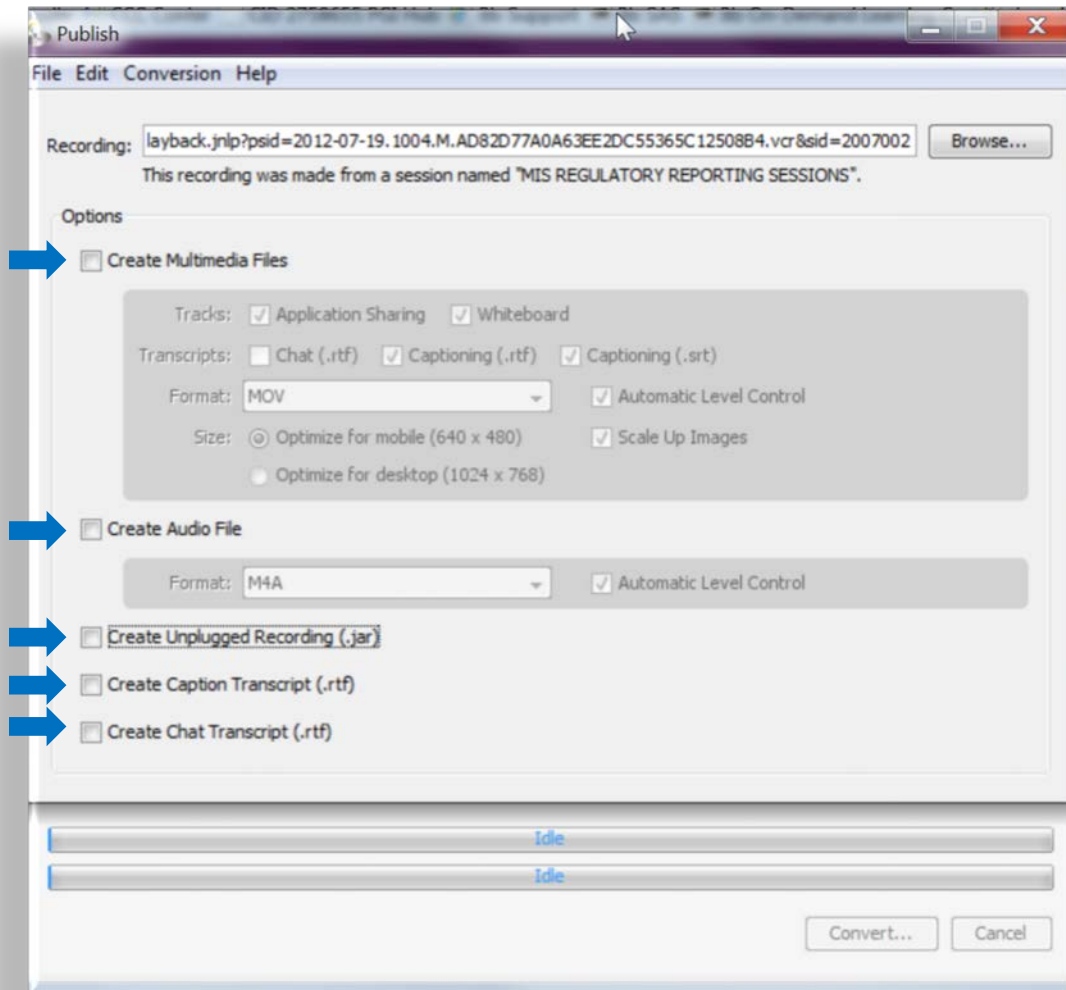 Publish
File Edit Conversion Help
Recording: layback.jnlp?psid=2012-07-19.1004.M.AD82D77A0A63EE2DC55365C12508B4.vcr&sid=2007002 Browse...
This recording was made from a session named "MIS REGULATORY REPORTING SESSIONS".
Options
Create Multimedia Files
Tracks: Application Sharing Whiteboard
Transcripts: Chat (.rtf) Captioning (.rtf) Captioning (.srt)
Format: MOV Automatic Level Control
Size: Optimize for mobile (640 x 480) Scale Up Images
Optimize for desktop (1024 x 768)
Create Audio File
Format: M4A Automatic Level Control
Create Unplugged Recording (.jar)
Create Caption Transcript (.rtf)
Create Chat Transcript (.rtf)
Idle
Idle
Convert... Cancel